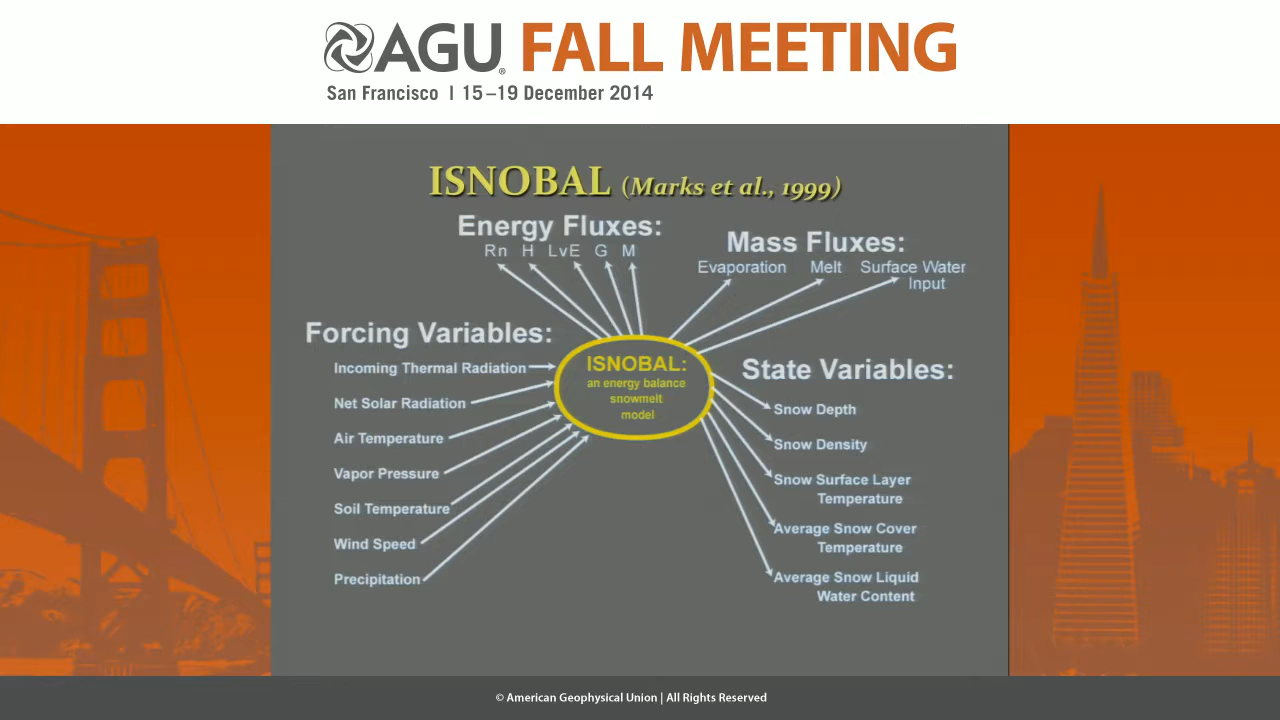 AGU® FALL MEETING
San Francisco | 15–19 December 2014
ISNOBAL (Marks et al., 1999)
Energy Fluxes:
Rn H LvE G M
Mass Fluxes:
Evaporation Melt Surface Water
Input
Forcing Variables:
Incoming Thermal Radiation
Net Solar Radiation
Air Temperature
Vapor Pressure
Soil Temperature
Wind Speed
Precipitation
ISNOBAL:
an energy balance
snowmelt
model
State Variables:
Snow Depth
Snow Density
Snow Surface Layer
Temperature
Average Snow Cover
Temperature
Average Snow Liquid
Water Content
© American Geophysical Union | All Rights Reserved